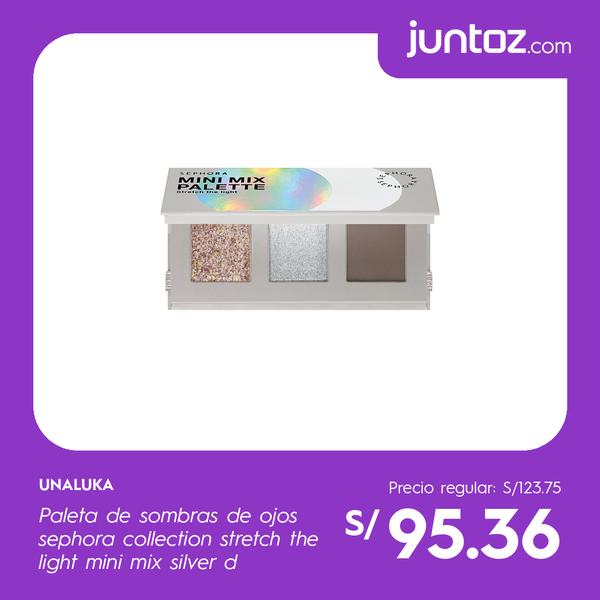 juntoz.com
SEPHORA
MINI MIX
PALETTE
Stretch the light
SEPHORA
SEPHORA
UNALUKA
Paleta de sombras de ojos
sephora collection stretch the
light mini mix silver d
Precio regular: S/123.75
S/ 95.36